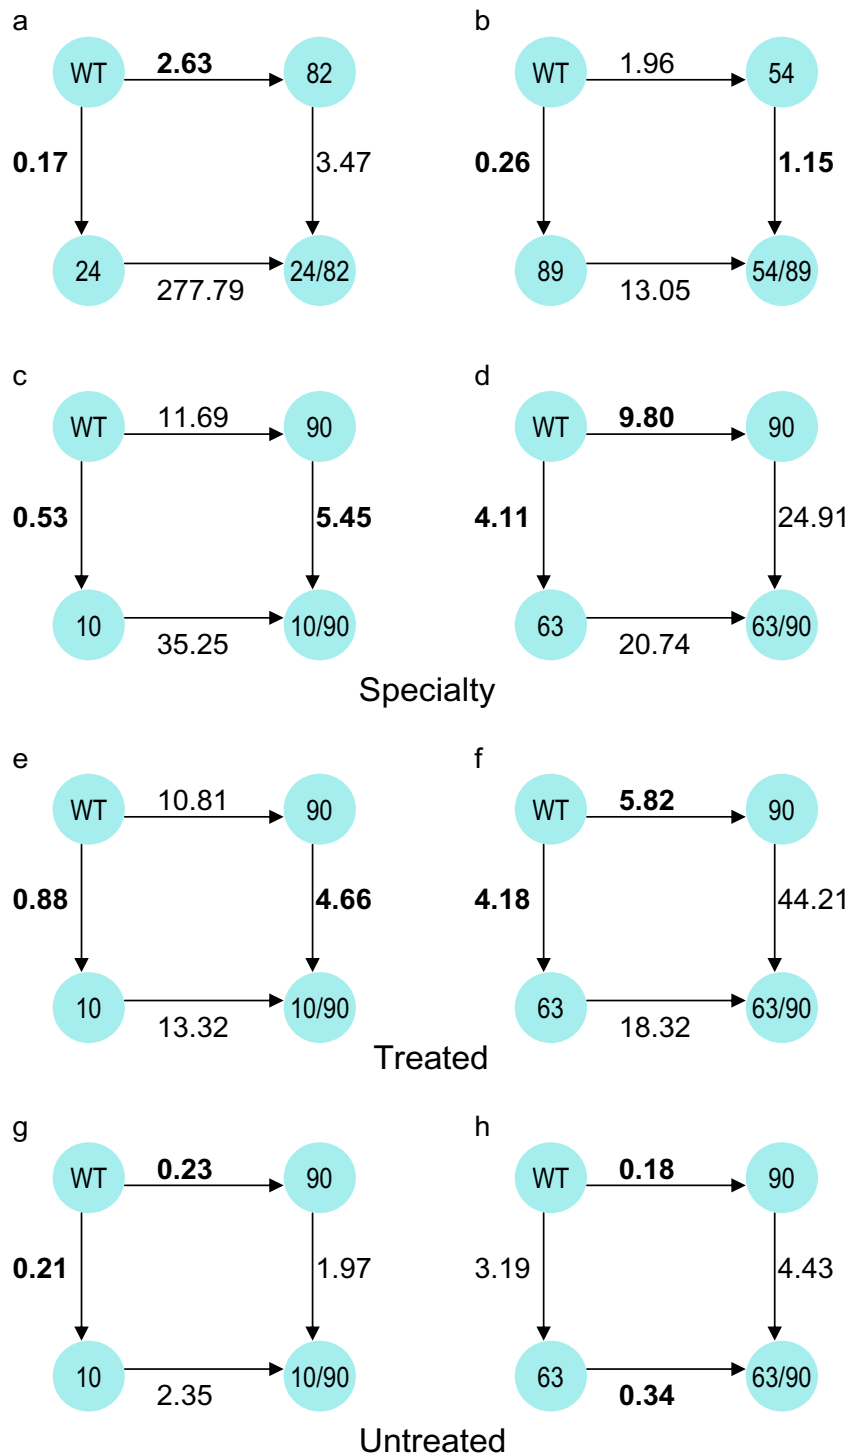 a
WT 2.63 82
0.17 3.47
24 277.79 24/82
b
WT 1.96 54
0.26 1.15
89 13.05 54/89
c
WT 11.69 90
0.53 5.45
10 35.25 10/90
d
WT 9.80 90
4.11 24.91
63 20.74 63/90
Specialty
e
WT 10.81 90
0.88 4.66
10 13.32 10/90
f
WT 5.82 90
4.18 44.21
63 18.32 63/90
Treated
g
WT 0.23 90
0.21 1.97
10 2.35 10/90
h
WT 0.18 90
3.19 4.43
63 0.34 63/90
Untreated